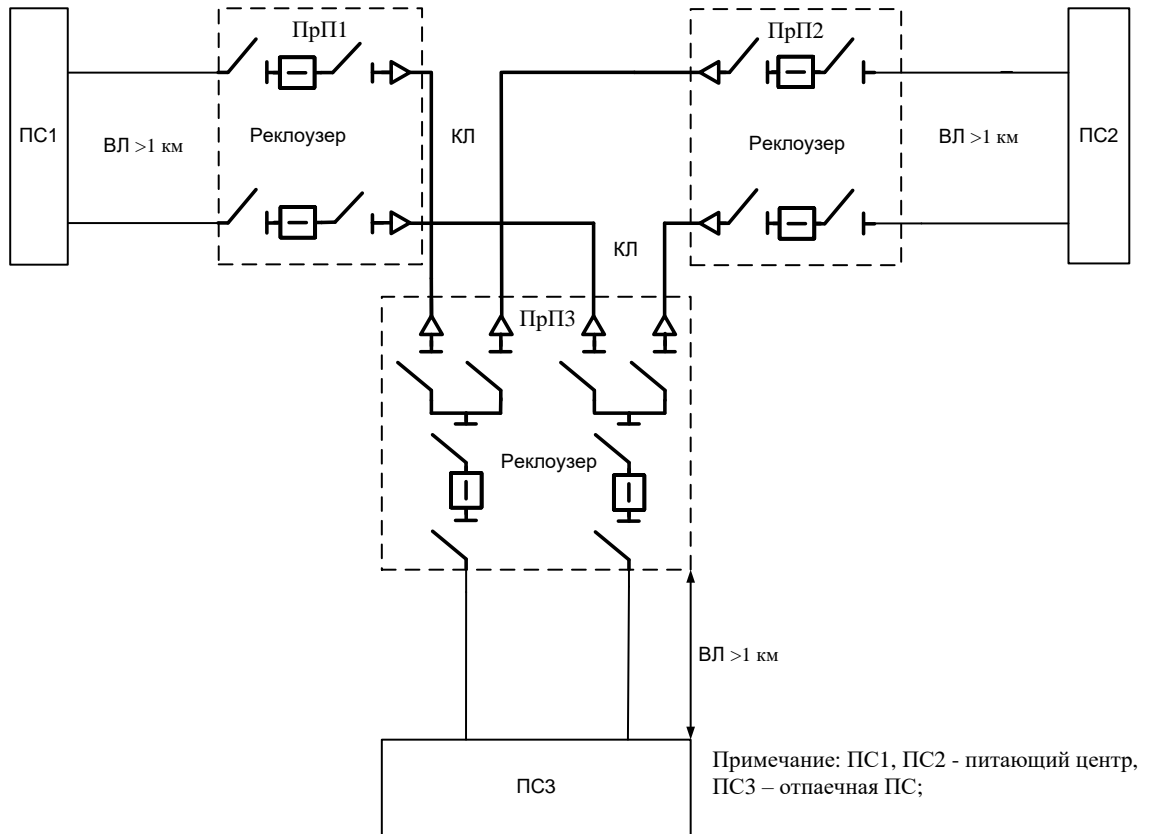 ПрП1
ПрП2
ПС1
ВЛ >1 км
Реклоузер
КЛ
Реклоузер
ВЛ >1 км
ПС2
КЛ
ПрП3
Реклоузер
ВЛ >1 км
ПС3
Примечание: ПС1, ПС2 - питающий центр,
ПС3 – отпаечная ПС;